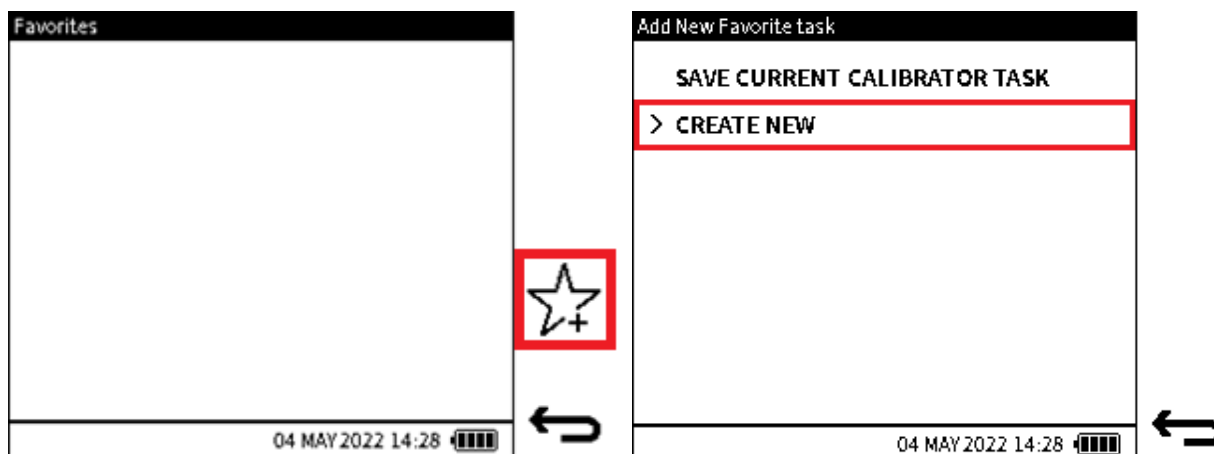 Favorites
04 MAY 2022 14:28
Add New Favorite task
SAVE CURRENT CALIBRATOR TASK
> CREATE NEW
04 MAY 2022 14:28